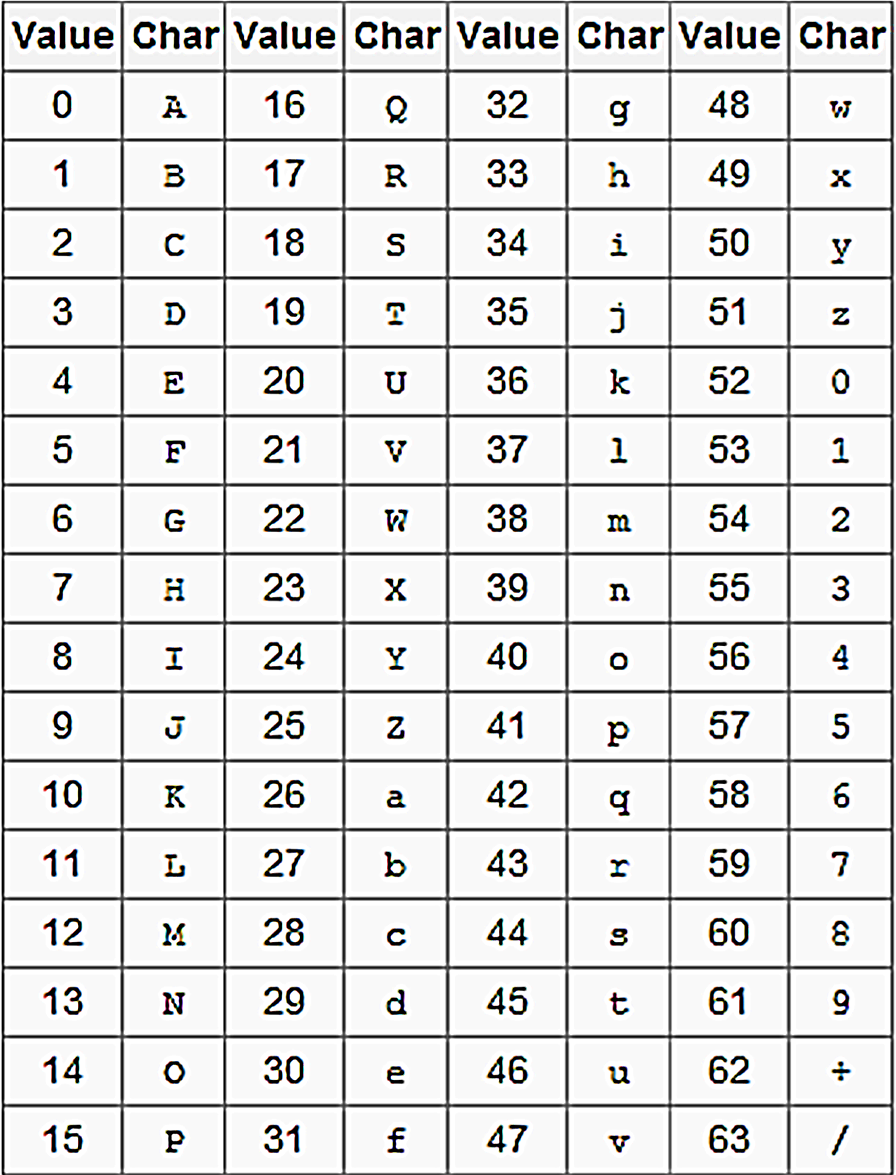 Value Char Value Char Value Char Value Char
0 A 16 Q 32 g 48 w
1 B 17 R 33 h 49 x
2 C 18 S 34 i 50 y
3 D 19 T 35 j 51 z
4 E 20 U 36 k 52 0
5 F 21 V 37 l 53 1
6 G 22 W 38 m 54 2
7 H 23 X 39 n 55 3
8 I 24 Y 40 o 56 4
9 J 25 Z 41 p 57 5
10 K 26 a 42 q 58 6
11 L 27 b 43 r 59 7
12 M 28 c 44 s 60 8
13 N 29 d 45 t 61 9
14 O 30 e 46 u 62 ÷
15 P 31 f 47 v 63 /